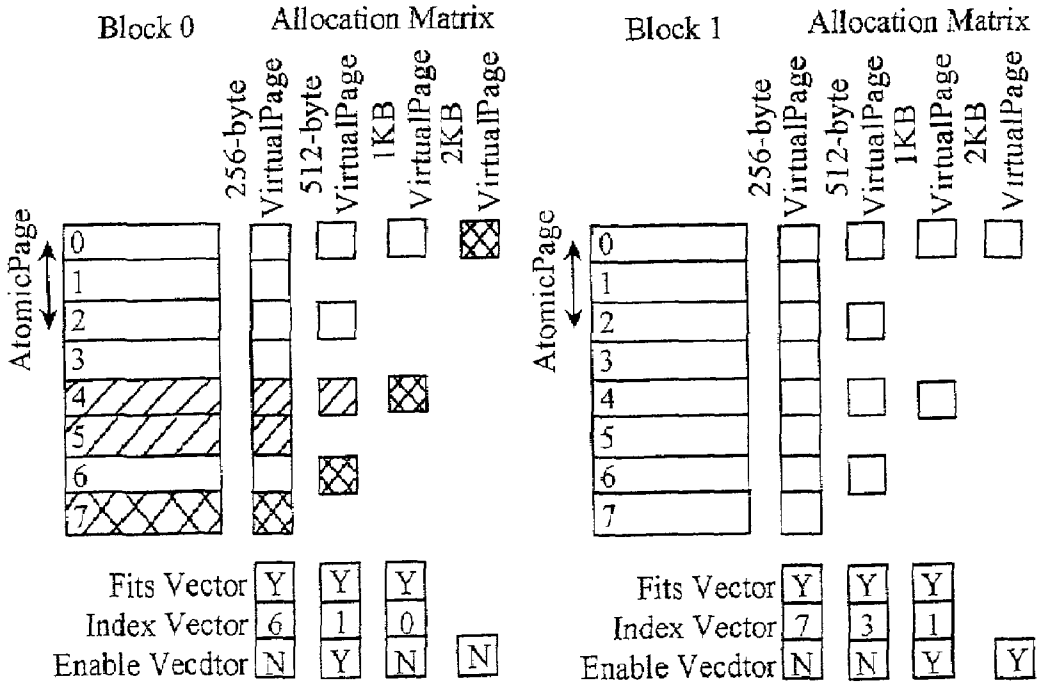 Block 0
Allocation Matrix
256-byte
VirtualPage
512-byte
VirtualPage
1KB
VirtualPage
2KB
VirtualPage
AtomicPage
0
1
2
3
4
5
6
7
Fits Vector Y Y Y
Index Vector 6 1 0
Enable Vecdtor N Y N N
Block 1
Allocation Matrix
256-byte
VirtualPage
512-byte
VirtualPage
1KB
VirtualPage
2KB
VirtualPage
AtomicPage
0
1
2
3
4
5
6
7
Fits Vector Y Y Y
Index Vector 7 3 1
Enable Vecdtor N N Y Y